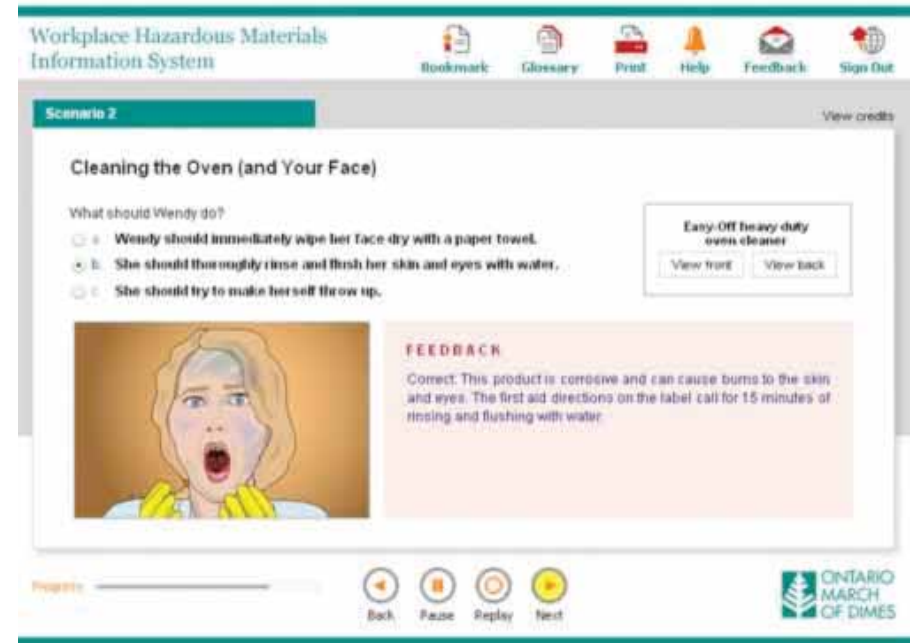 Workplace Hazardous Materials
Information System
Bookmark Glossary Print Help Feedback Sign Out
Scenario 2
View credits
Cleaning the Oven (and Your Face)
What should Wendy do?
a Wendy should immediately wipe her face dry with a paper towel.
b. She should thoroughly rinse and flush her skin and eyes with water.
c She should try to make herself throw up.
Easy-Off heavy duty
oven cleaner
View front View back
FEEDBACK
Correct. This product is corrosive and can cause burns to the skin
and eyes. The first aid directions on the label call for 15 minutes of
rinsing and flushing with water.
Progress
Back Pause Replay Next
ONTARIO
MARCH
OF DIMES